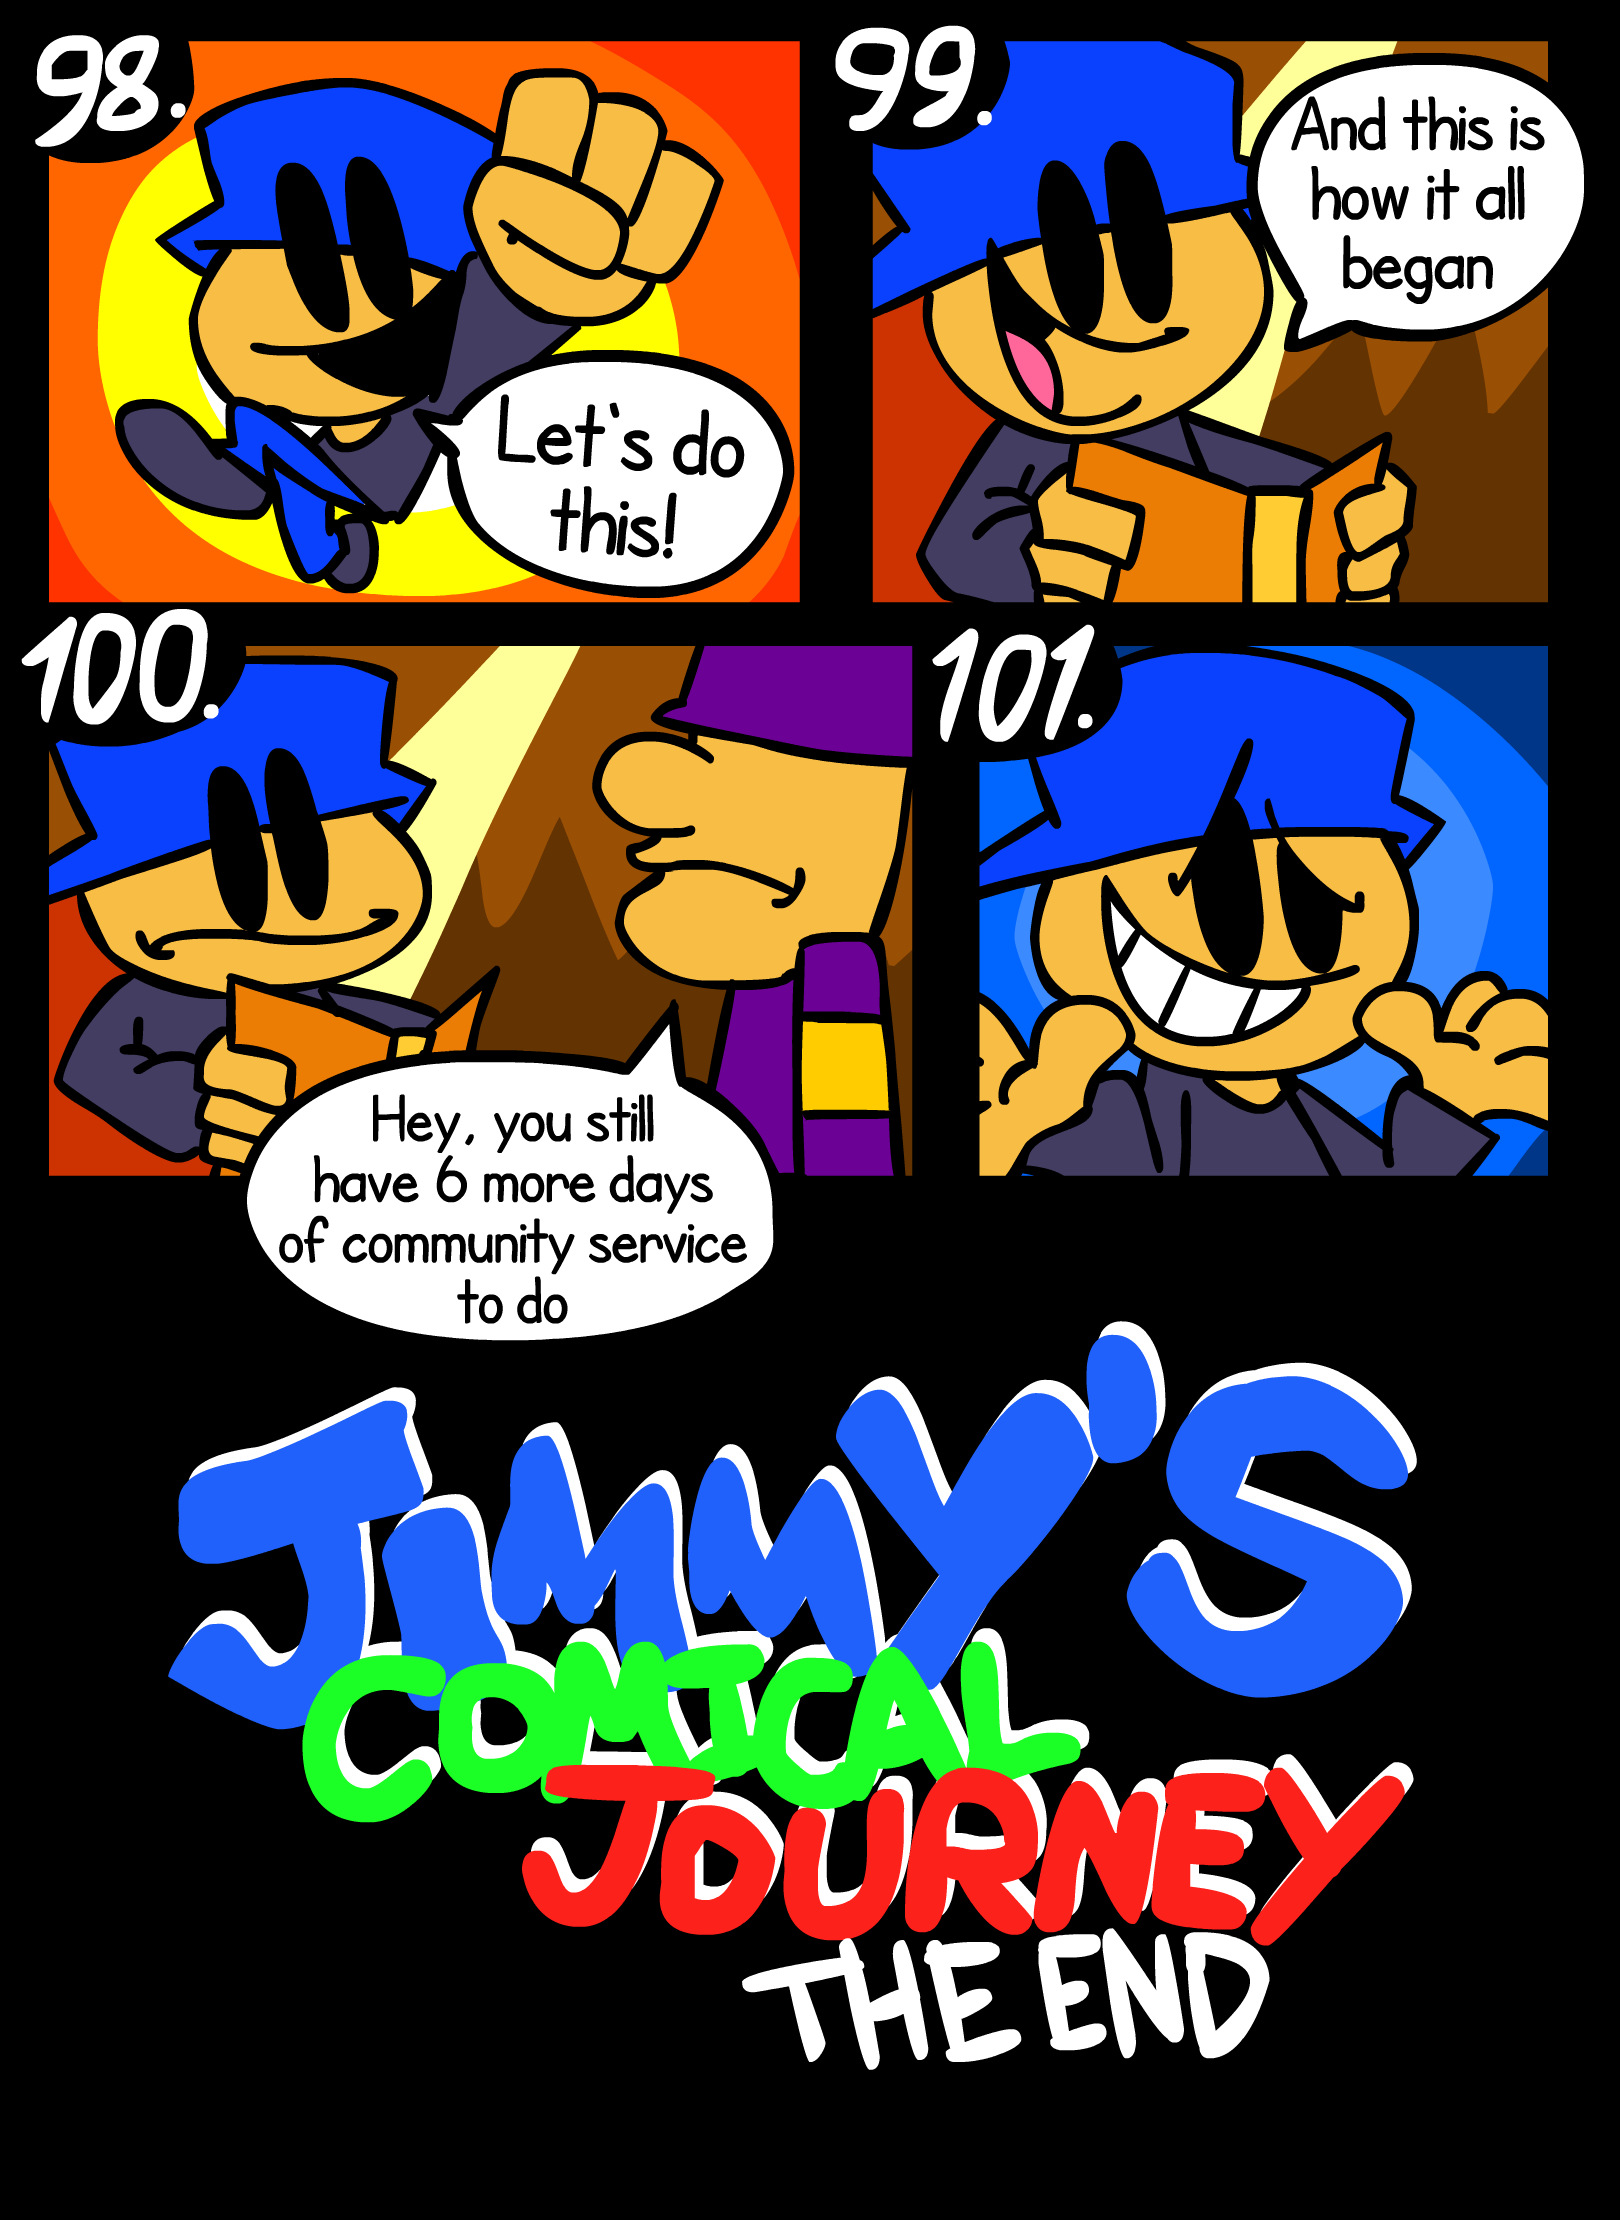 98.
Let's do
this!
99.
And this is
how it all
began
100.
Hey, you still
have 6 more days
of community service
to do
101.
JIMMY'S
COMICAL
JOURNEY
THE END